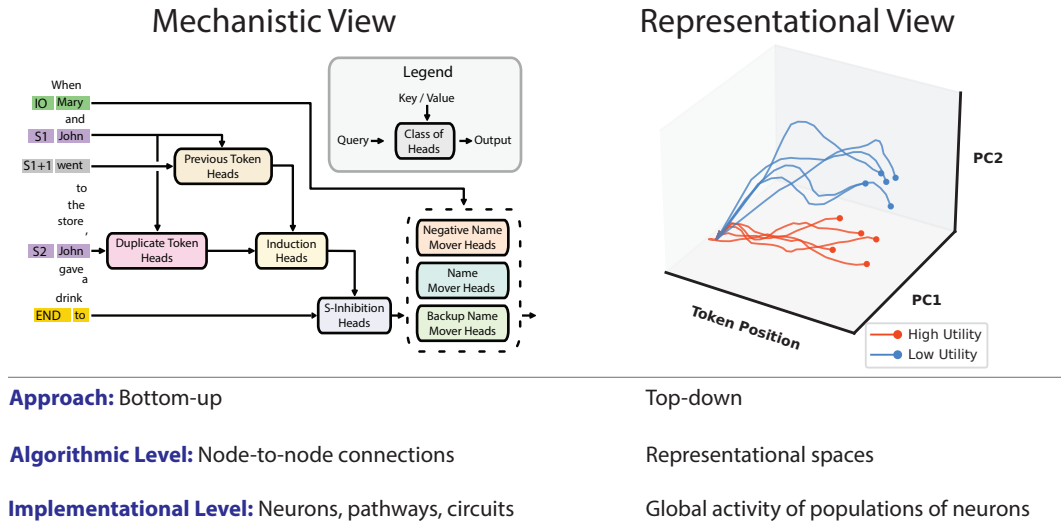 Mechanistic View
Representational View
When
IO Mary
and
S1 John
S1+1 went
to
the
store
,
S2 John
gave
a
drink
END to
Previous Token
Heads
Duplicate Token
Heads
Induction
Heads
S-Inhibition
Heads
Negative Name
Mover Heads
Name
Mover Heads
Backup Name
Mover Heads
Legend
Key / Value
Query
Class of
Heads
Output
PC2
PC1
Token Position
High Utility
Low Utility
Approach: Bottom-up
Top-down
Algorithmic Level: Node-to-node connections
Representational spaces
Implementational Level: Neurons, pathways, circuits
Global activity of populations of neurons